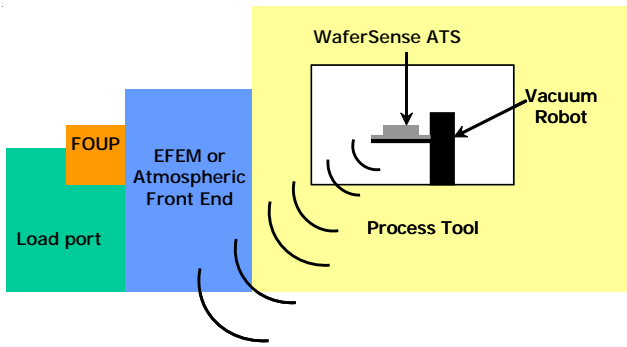 WaferSense ATS
Vacuum
Robot
FOUP
EFEM or
Atmospheric
Front End
Load port
Process Tool